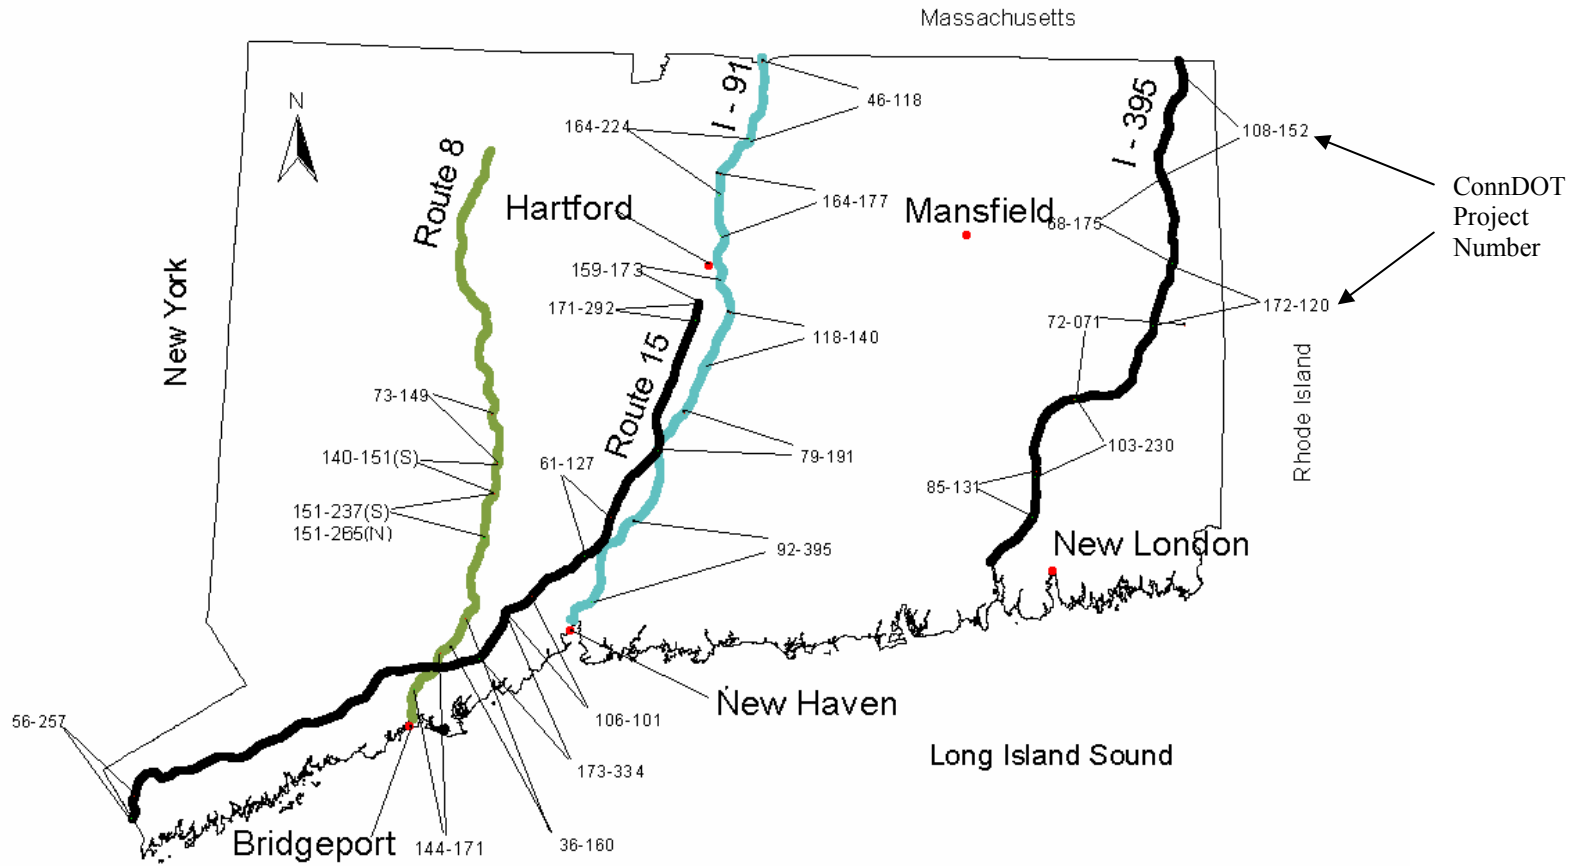 Massachusetts
N
I - 91
46-118
I - 395
164-224
108-152
Route 8
ConnDOT
Project
Number
Hartford
164-177
Mansfield
68-175
New York
159-173
171-292
172-120
72-071
118-140
Route 15
Rhode Island
73-149
79-191
103-230
140-151(S)
61-127
85-131
151-237(S)
151-265(N)
92-395
New London
New Haven
56-257
106-101
Long Island Sound
173-334
Bridgeport
144-171
36-160